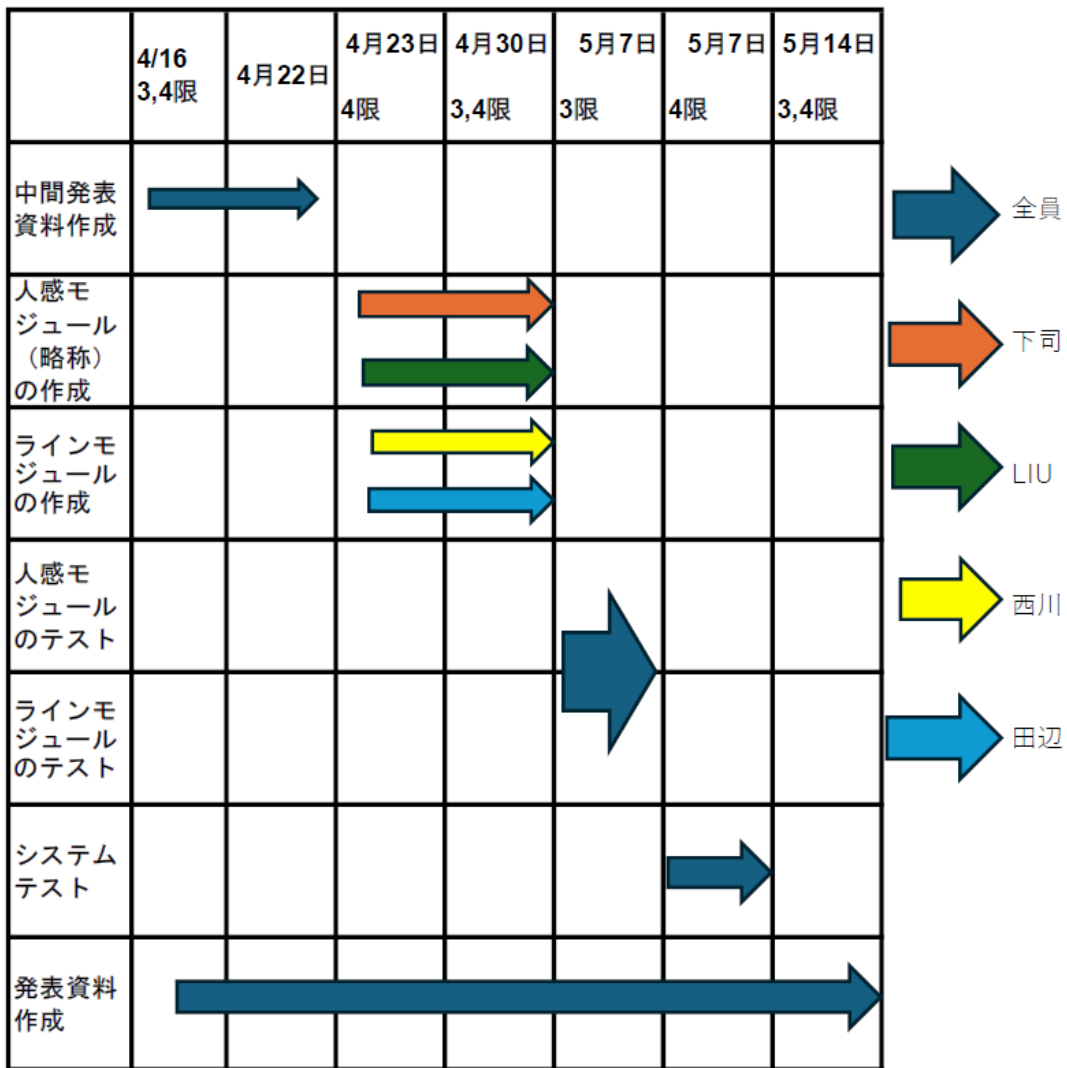 4/16
3,4限
4月22日
4月23日
4限
4月30日
3,4限
5月7日
3限
5月7日
4限
5月14日
3,4限
中間発表
資料作成
全員
人感モ
ジュール
（略称）
の作成
下司
ラインモ
ジュール
の作成
LIU
人感モ
ジュール
のテスト
西川
ラインモ
ジュール
のテスト
田辺
システム
テスト
発表資料
作成